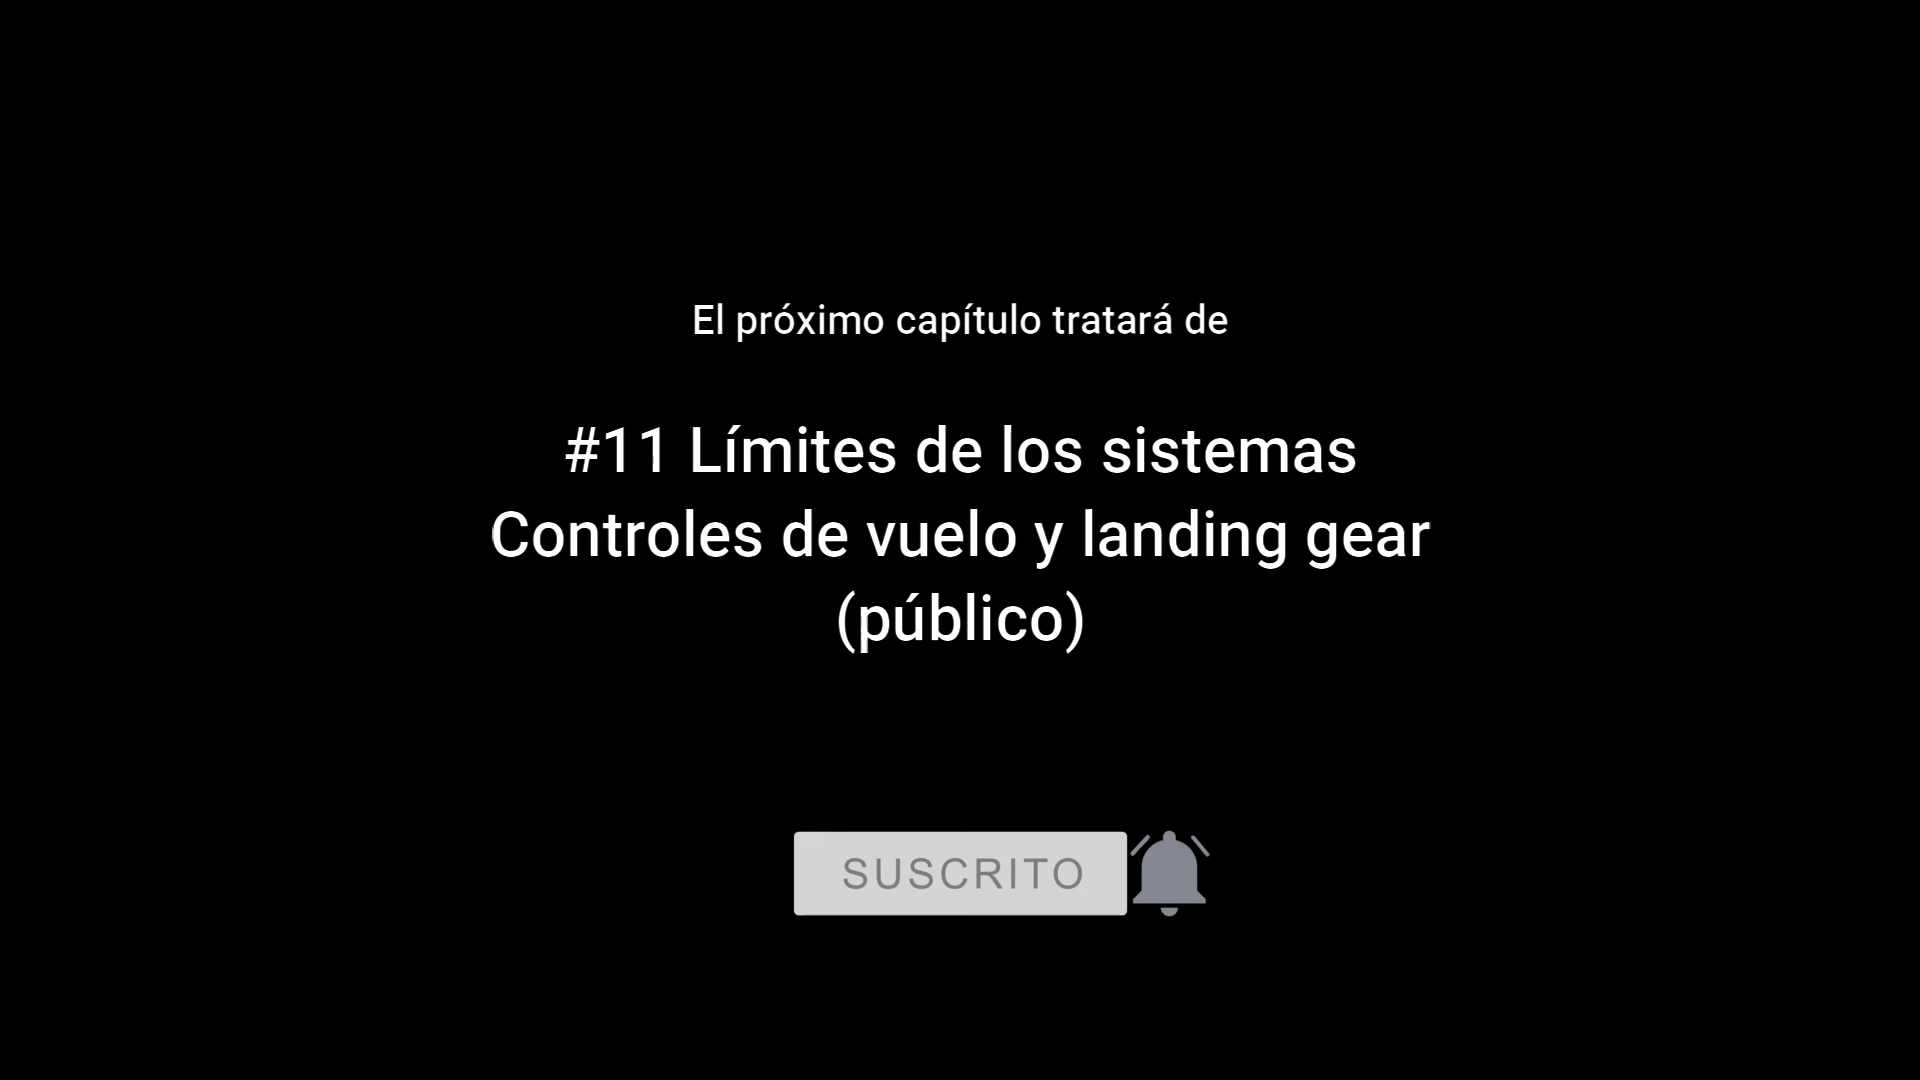 El próximo capítulo tratará de
#11 Límites de los sistemas
Controles de vuelo y landing gear
(público)
SUSCRITO